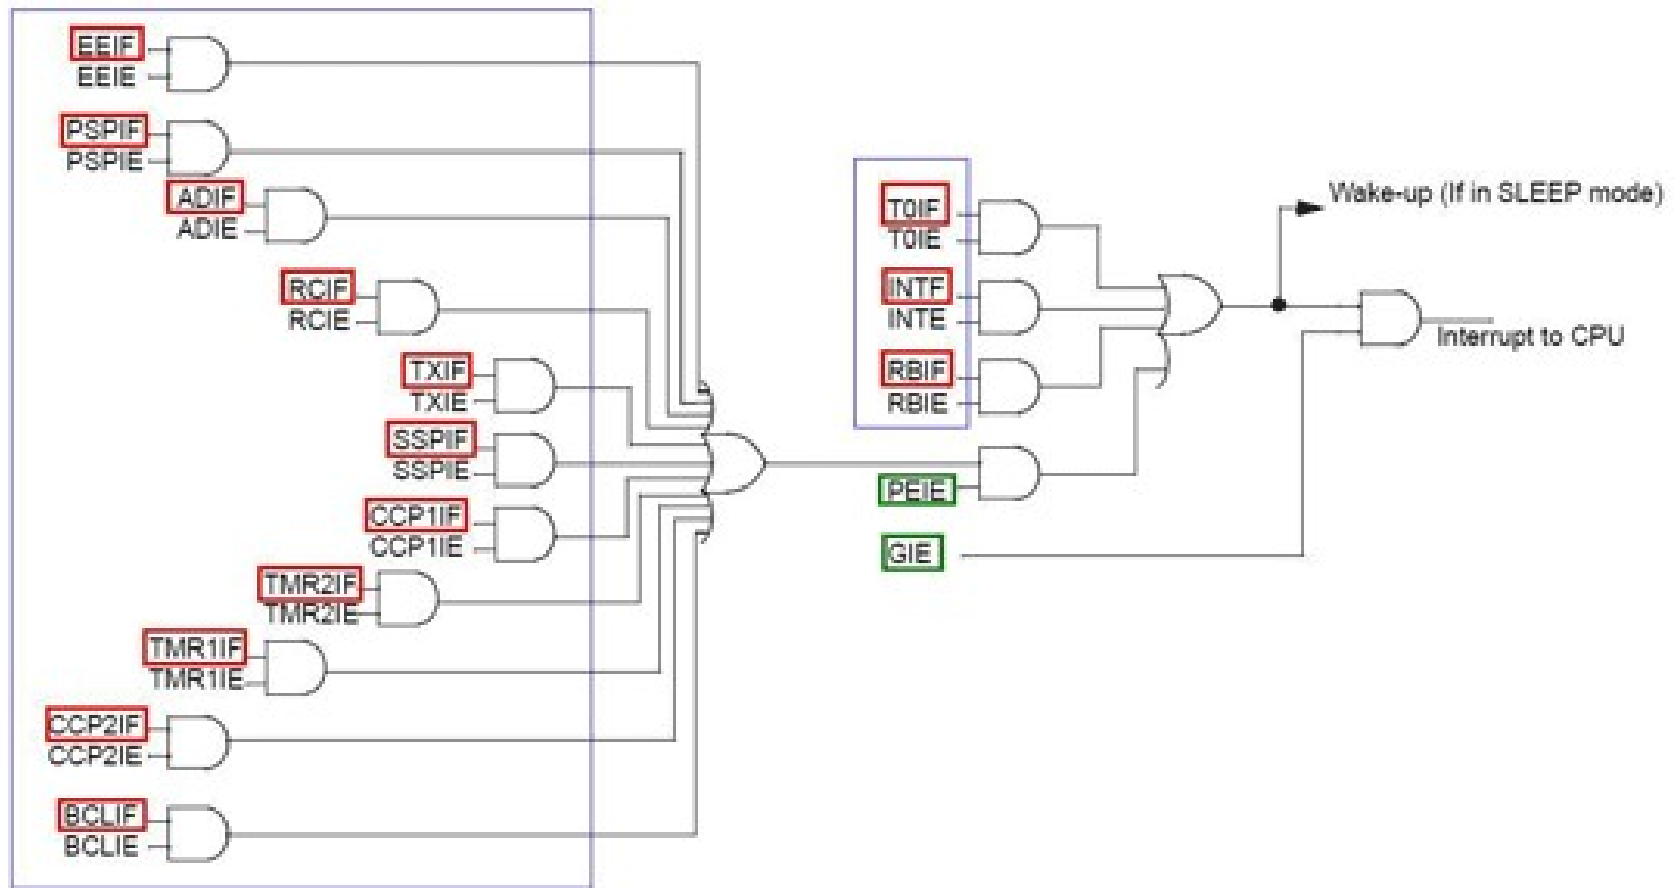 EEIF
EEIE
PSPIF
PSPIE
ADIF
ADIE
RCIF
RCIE
TXIF
TXIE
SSPIF
SSPIE
CCP1IF
CCP1IE
TMR2IF
TMR2IE
TMR1IF
TMR1IE
CCP2IF
CCP2IE
BCLIF
BCLIE
T0IF
T0IE
INTF
INTE
RBIF
RBIE
PEIE
GIE
Wake-up (If in SLEEP mode)
Interrupt to CPU